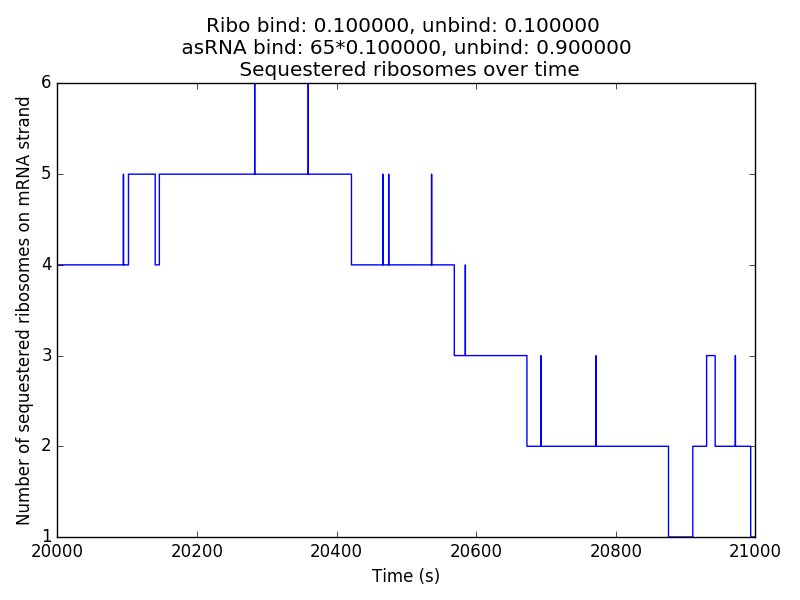 Ribo bind: 0.100000, unbind: 0.100000
asRNA bind: 65*0.100000, unbind: 0.900000
Sequestered ribosomes over time
Number of sequestered ribosomes on mRNA strand
6
5
4
3
2
1
20000 20200 20400 20600 20800 21000
Time (s)